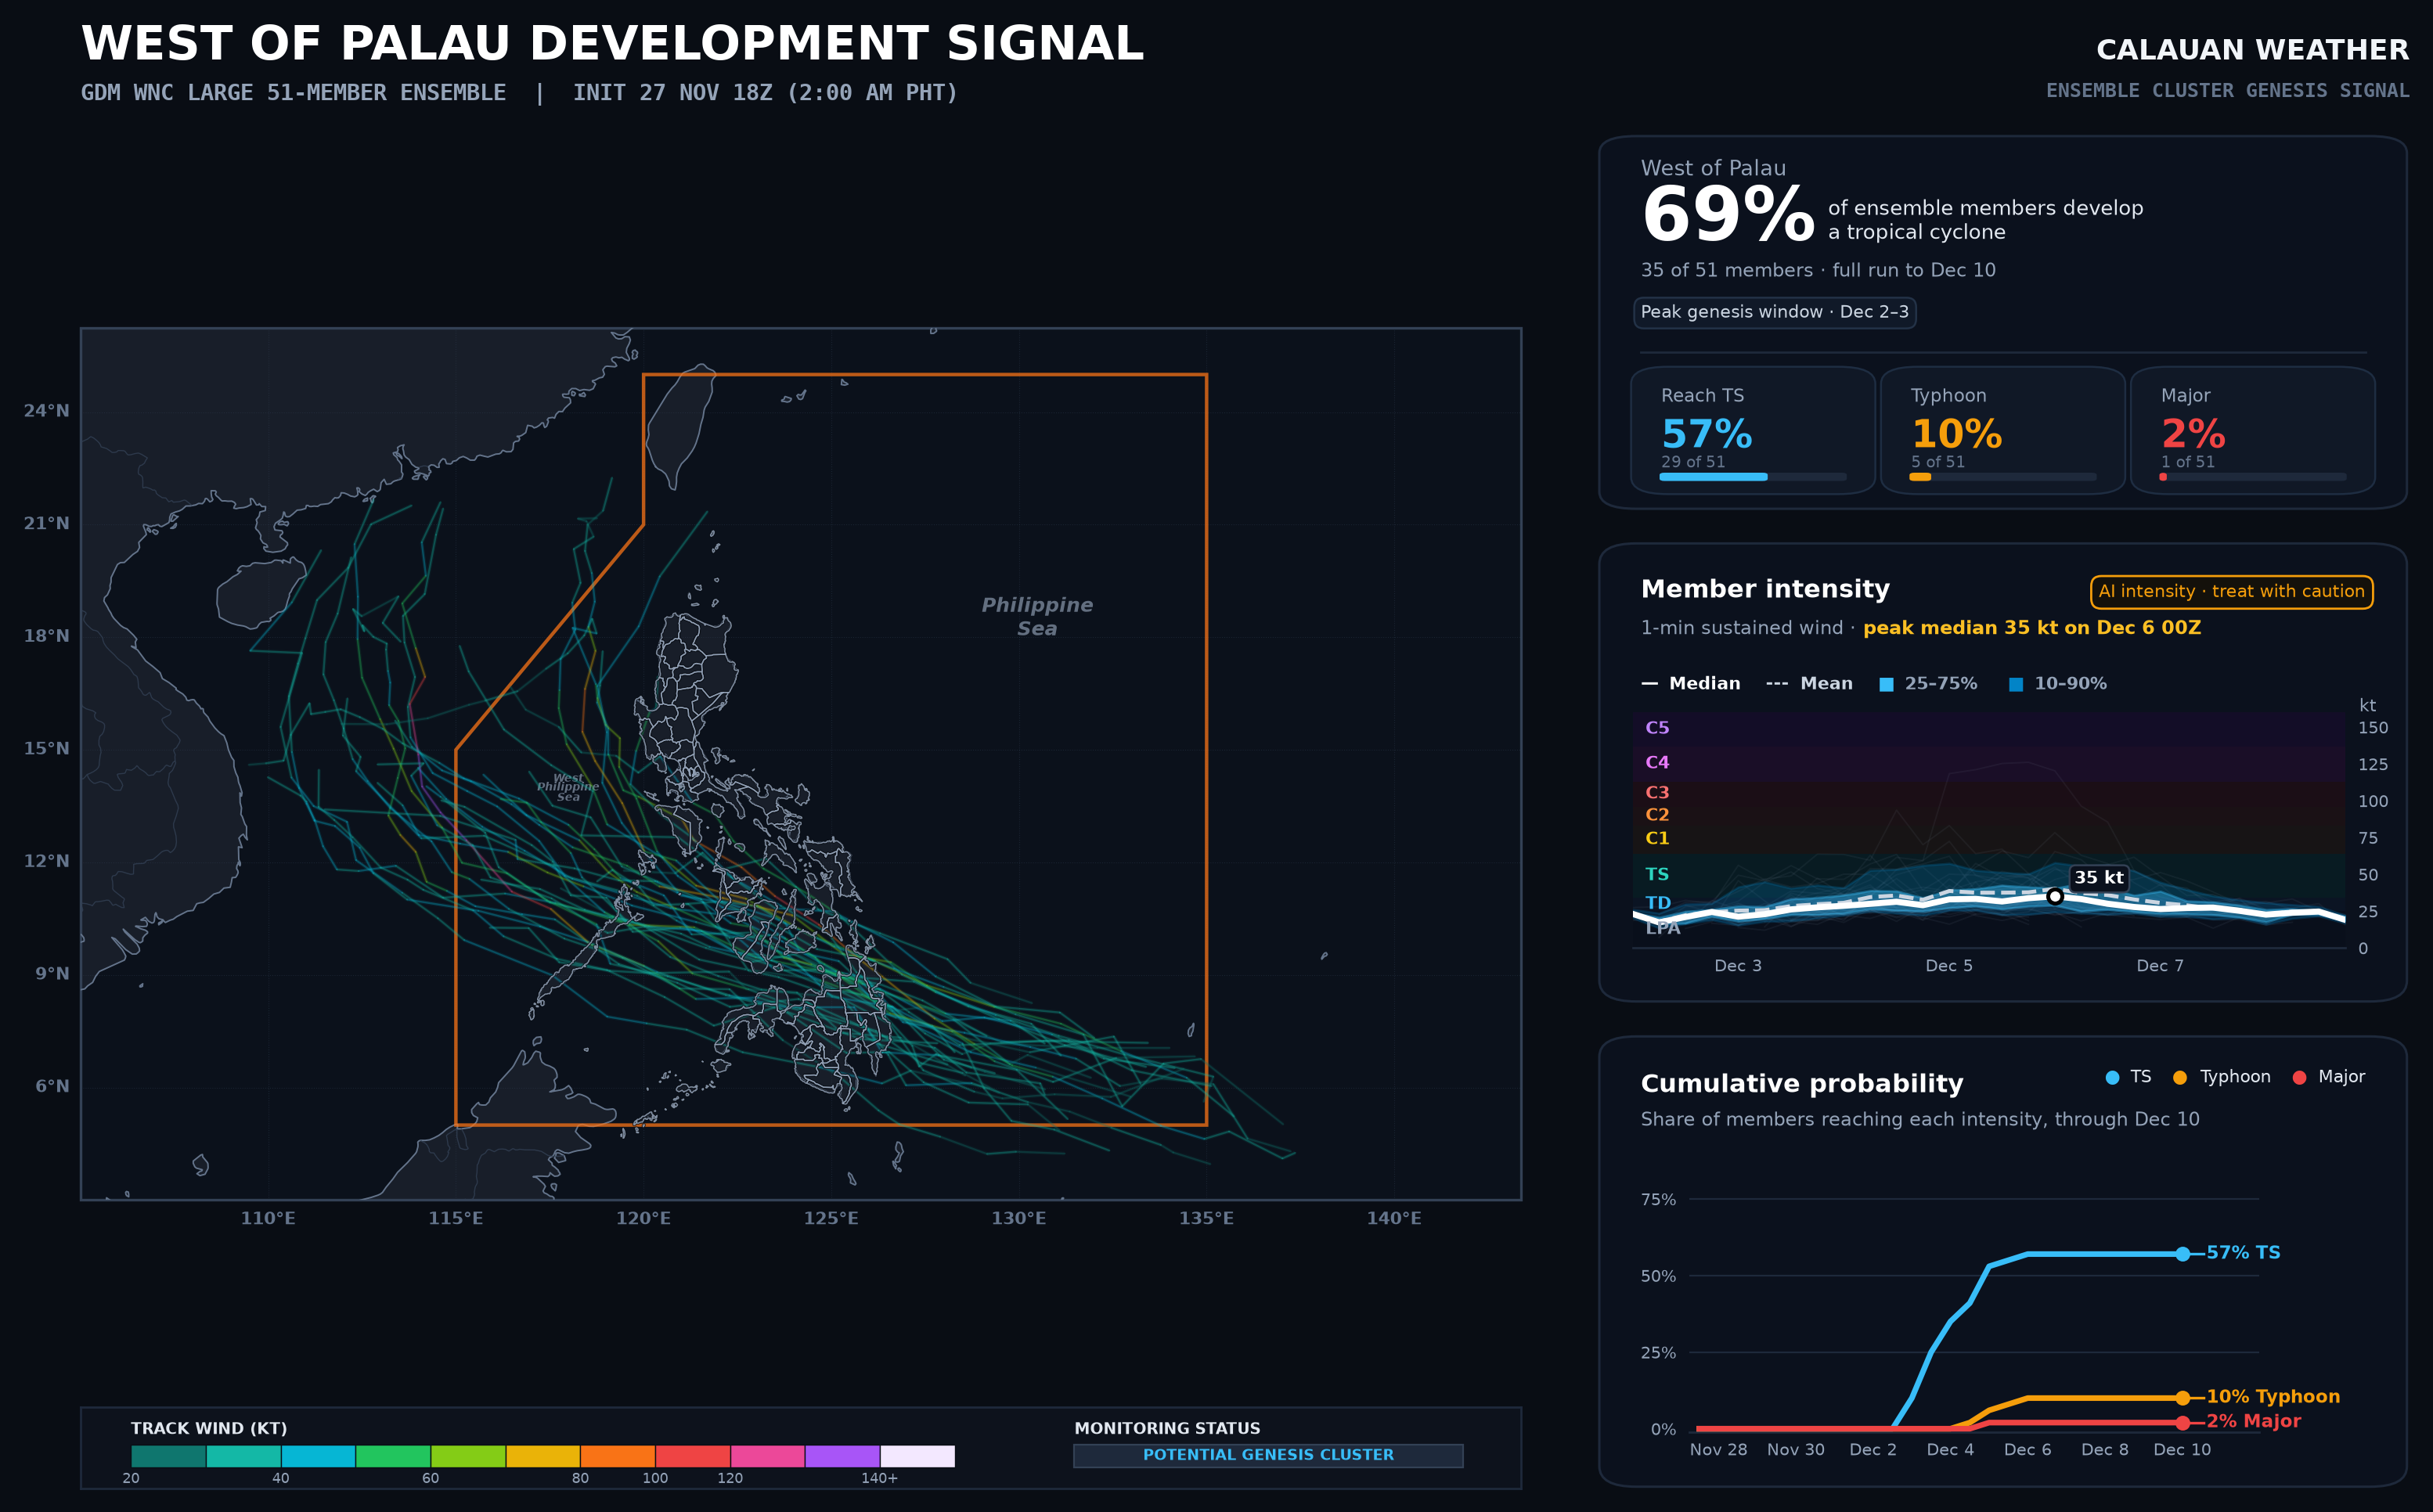 WEST OF PALAU DEVELOPMENT SIGNAL
GDM WNC LARGE 51-MEMBER ENSEMBLE | INIT 27 NOV 18Z (2:00 AM PHT)
CALAUAN WEATHER
ENSEMBLE CLUSTER GENESIS SIGNAL
24°N
21°N
18°N
15°N
12°N
9°N
6°N
110°E
115°E
120°E
125°E
130°E
135°E
140°E
Philippine
Sea
West
Philippine
Sea
TRACK WIND (KT)
20
40
60
80
100
120
140+
MONITORING STATUS
POTENTIAL GENESIS CLUSTER
West of Palau
69% of ensemble members develop
a tropical cyclone
35 of 51 members · full run to Dec 10
Peak genesis window · Dec 2–3
Reach TS
57%
29 of 51
Typhoon
10%
5 of 51
Major
2%
1 of 51
Member intensity
AI intensity · treat with caution
1-min sustained wind · peak median 35 kt on Dec 6 00Z
Median
Mean
25–75%
10–90%
kt
C5
C4
C3
C2
C1
TS
TD
LPA
150
125
100
75
50
25
0
35 kt
Dec 3
Dec 5
Dec 7
Cumulative probability
TS
Typhoon
Major
Share of members reaching each intensity, through Dec 10
75%
50%
25%
0%
57% TS
10% Typhoon
2% Major
Nov 28
Nov 30
Dec 2
Dec 4
Dec 6
Dec 8
Dec 10